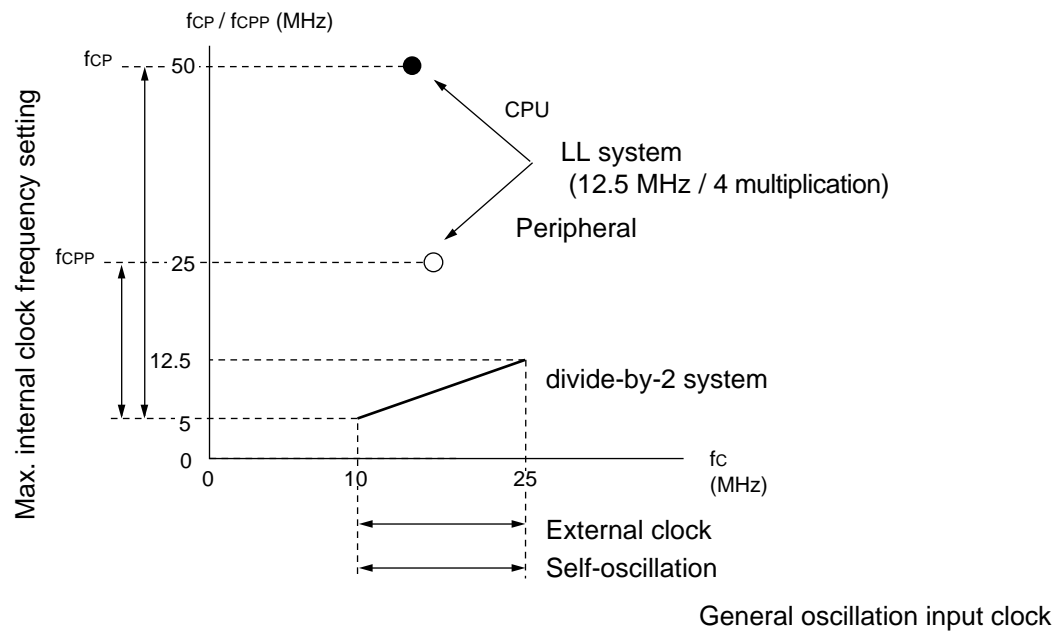 fCP / fCPP (MHz)
fCP
50
CPU
LL system
(12.5 MHz / 4 multiplication)
Peripheral
fCPP
25
Max. internal clock frequency setting
12.5
divide-by-2 system
5
0
0
10
25
fC
(MHz)
External clock
Self-oscillation
General oscillation input clock